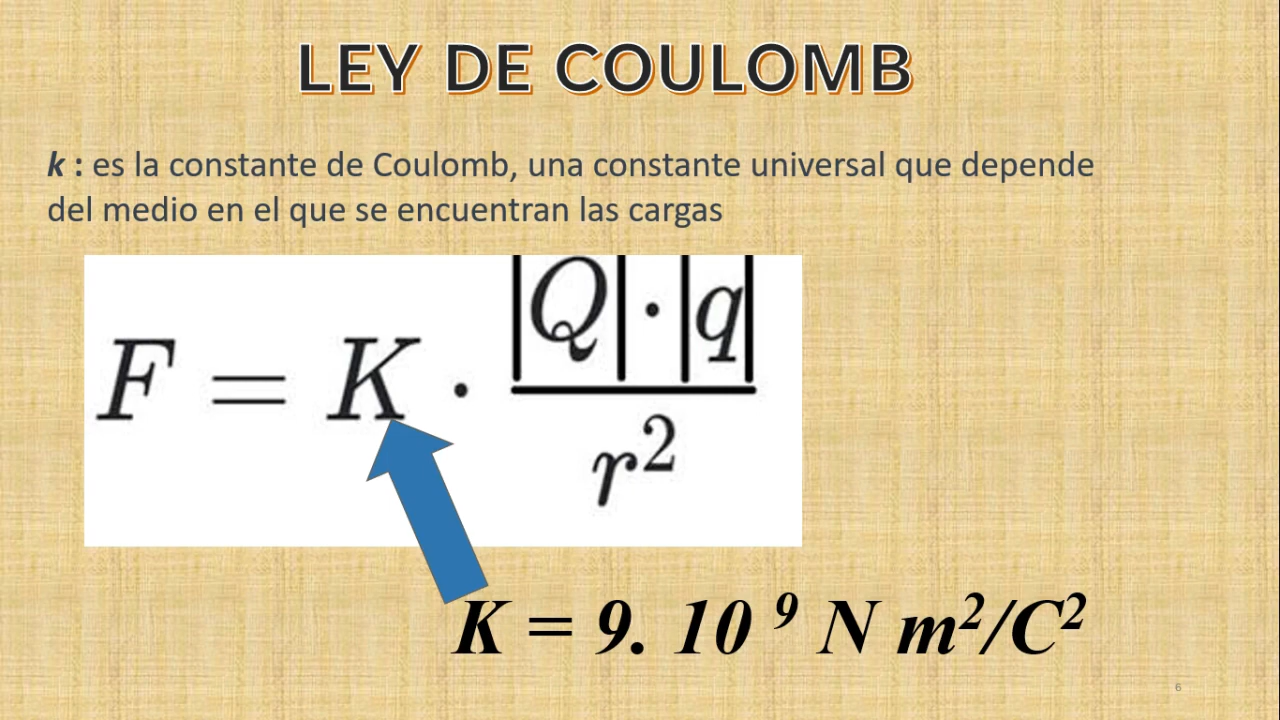 LEY DE COULOMB
k : es la constante de Coulomb, una constante universal que depende
del medio en el que se encuentran las cargas
F = K · |Q| · |q| / r²
K = 9. 10 ⁹ N m²/C²
6